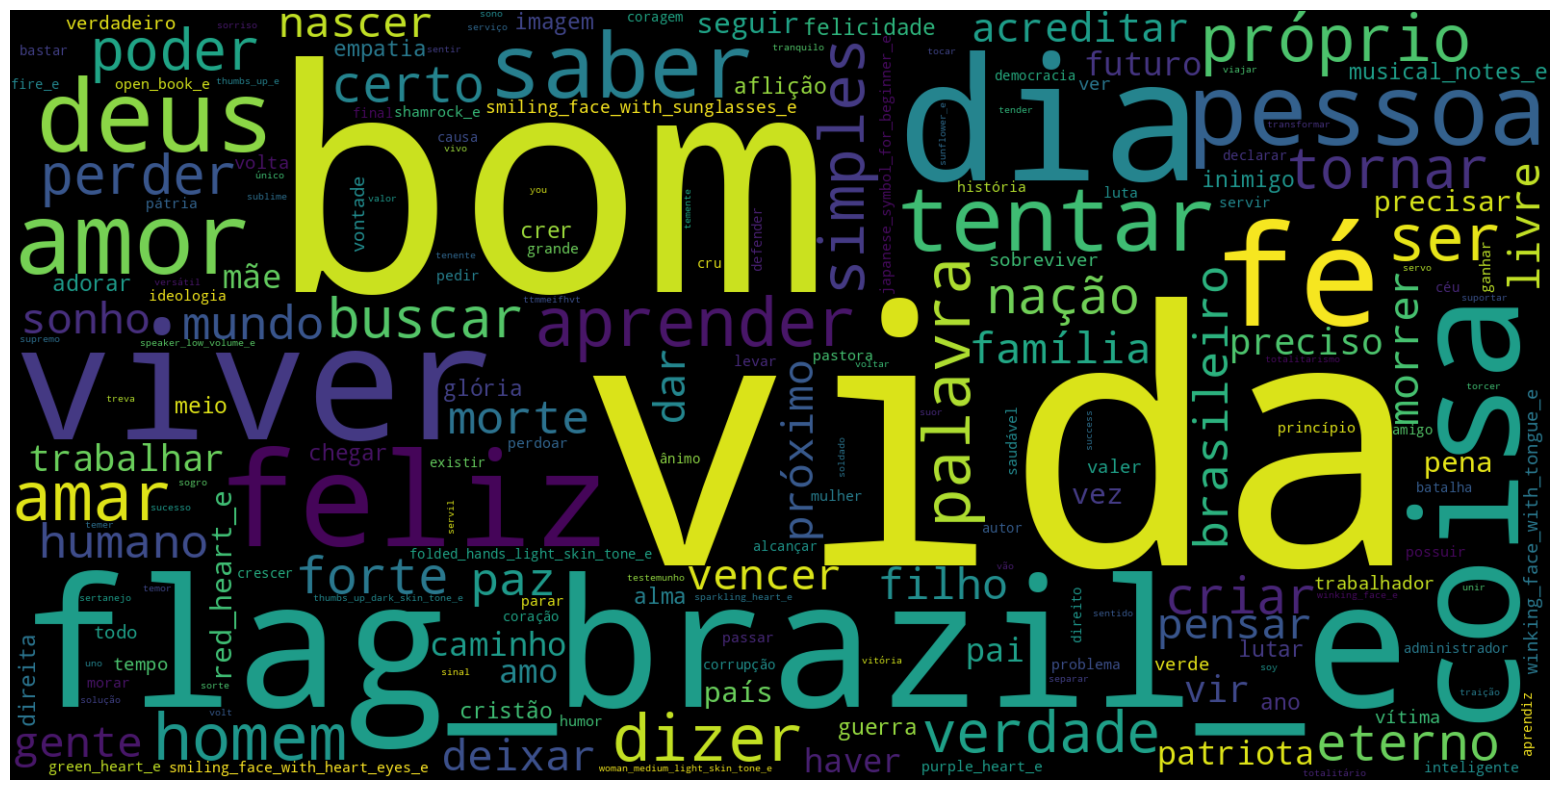 verdadeiro
sorriso
sono
serviço
coragem
bastar
poder
nascer
imagem
empatia
sentir
saber
seguir
felicidade
tranquilo
tocar
acreditar
próprio
viajar
democracia
ver
futuro
musical_notes_e
fire_e
open_book_e
thumbs_up_e
certo
aflição
simples
japanese_symbol_for_beginner_e
dia
tender
sunflower_e
pessoa
transformar
deus
final
shamrock_e
smiling_face_with_sunglasses_e
bom
causa
vivo
declarar
tornar
perder
volta
único
pátria
sublime
vontade
valor
you
crer
grande
temente
cru
defender
história
luta
inimigo
servir
livre
precisar
amor
mãe
tenente
pedir
tentar
sobreviver
fé
ser
servo
ganhar
adorar
versátil
ideologia
ttmmeifhvt
palavra
nação
brasileiro
morrer
céu
suportar
sonho
supremo
mundo
buscar
aprender
speaker_low_volume_e
família
preciso
totalitarismo
coisa
viver
treva
meio
glória
dar
levar
pastora
voltar
suor
vida
torcer
morte
perdoar
próximo
soldado
saudável
success
princípio
amigo
trabalhar
chegar
existir
ânimo
valer
vez
pena
winking_face_with_tongue_e
sogro
feliz
amar
sucesso
temer
servil
mulher
autor
batalha
humano
red_heart_e
folded_hands_light_skin_tone_e
alcançar
possuir
temor
sertanejo
crescer
forte
thumbs_up_dark_skin_tone_e
paz
parar
coração
testemunho
vencer
alma
sparkling_heart_e
filho
vão
direito
sentido
criar
trabalhador
winking_face_e
unir
flag_brazil_e
direita
todo
uno
tempo
morar
solução
sorte
volt
caminho
amo
sinal
passar
corrupção
vitória
pai
problema
separar
pensar
lutar
verde
soy
administrador
traição
país
vir
ano
cristão
humor
gente
homem
deixar
dizer
guerra
haver
verdade
patriota
eterno
vítima
aprendiz
green_heart_e
smiling_face_with_heart_eyes_e
woman_medium_light_skin_tone_e
purple_heart_e
totalitário
inteligente